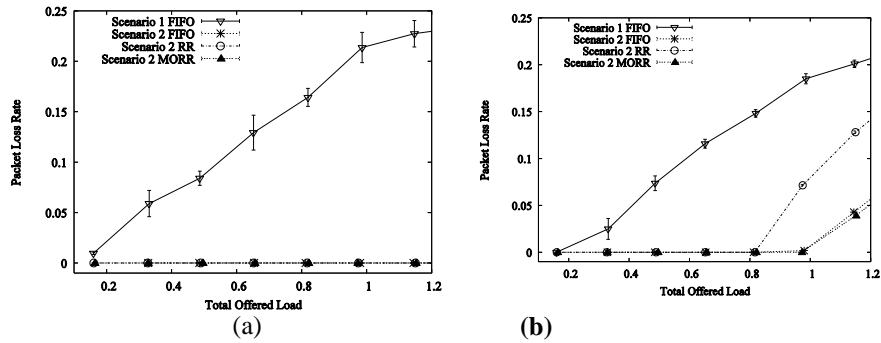 0.25
0.2
0.15
0.1
0.05
0
Packet Loss Rate
Scenario 1 FIFO
Scenario 2 FIFO
Scenario 2 RR
Scenario 2 MORR
0.2 0.4 0.6 0.8 1 1.2
Total Offered Load
(a)
0.25
0.2
0.15
0.1
0.05
0
Packet Loss Rate
Scenario 1 FIFO
Scenario 2 FIFO
Scenario 2 RR
Scenario 2 MORR
0.2 0.4 0.6 0.8 1 1.2
Total Offered Load
(b)